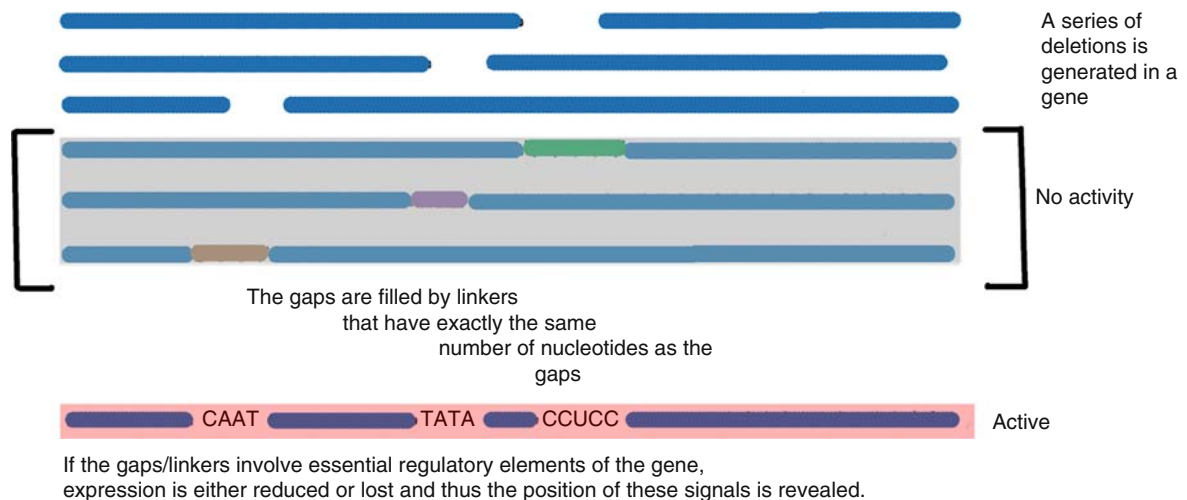 A series of
deletions is
generated in a
gene
No activity
The gaps are filled by linkers
that have exactly the same
number of nucleotides as the
gaps
CAAT TATA CCUCC
Active
If the gaps/linkers involve essential regulatory elements of the gene,
expression is either reduced or lost and thus the position of these signals is revealed.